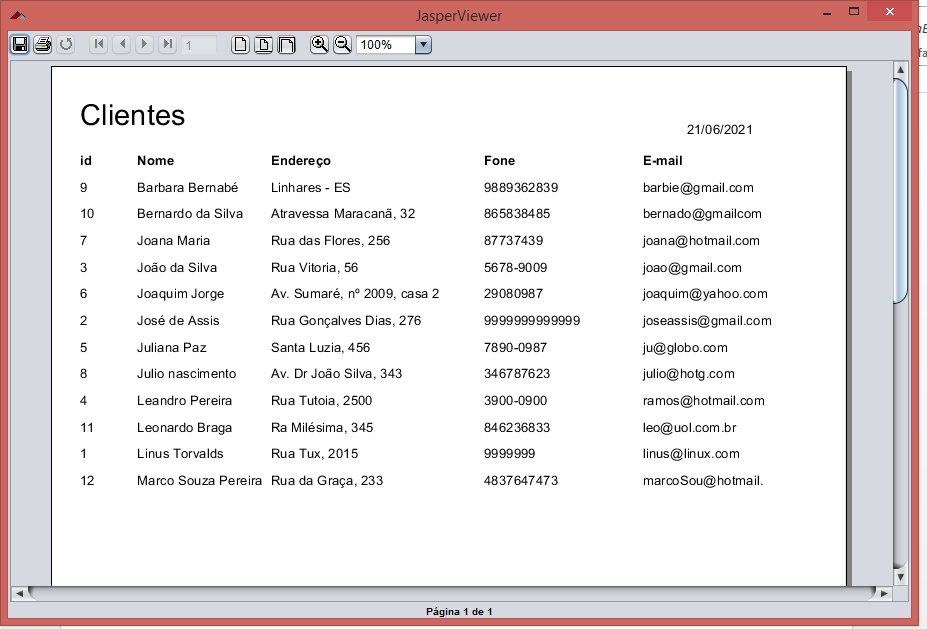 JasperViewer
1 100%
Clientes
21/06/2021
id Nome Endereço Fone E-mail
9 Barbara Bernabé Linhares - ES 9889362839 barbie@gmail.com
10 Bernardo da Silva Atravessa Maracanã, 32 865838485 bernado@gmailcom
7 Joana Maria Rua das Flores, 256 87737439 joana@hotmail.com
3 João da Silva Rua Vitoria, 56 5678-9009 joao@gmail.com
6 Joaquim Jorge Av. Sumaré, nº 2009, casa 2 29080987 joaquim@yahoo.com
2 José de Assis Rua Gonçalves Dias, 276 9999999999999 joseassis@gmail.com
5 Juliana Paz Santa Luzia, 456 7890-0987 ju@globo.com
8 Julio nascimento Av. Dr João Silva, 343 346787623 julio@hotg.com
4 Leandro Pereira Rua Tutoia, 2500 3900-0900 ramos@hotmail.com
11 Leonardo Braga Ra Milésima, 345 846236833 leo@uol.com.br
1 Linus Torvalds Rua Tux, 2015 9999999 linus@linux.com
12 Marco Souza Pereira Rua da Graça, 233 4837647473 marcoSou@hotmail.
Página 1 de 1